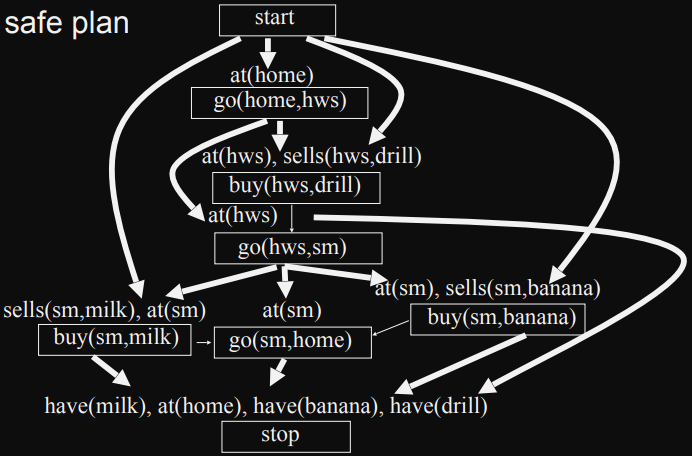 safe plan
start
at(home)
go(home,hws)
at(hws), sells(hws,drill)
buy(hws,drill)
at(hws)
go(hws,sm)
at(sm), sells(sm,banana)
sells(sm,milk), at(sm)
at(sm)
buy(sm,banana)
buy(sm,milk)
go(sm,home)
have(milk), at(home), have(banana), have(drill)
stop